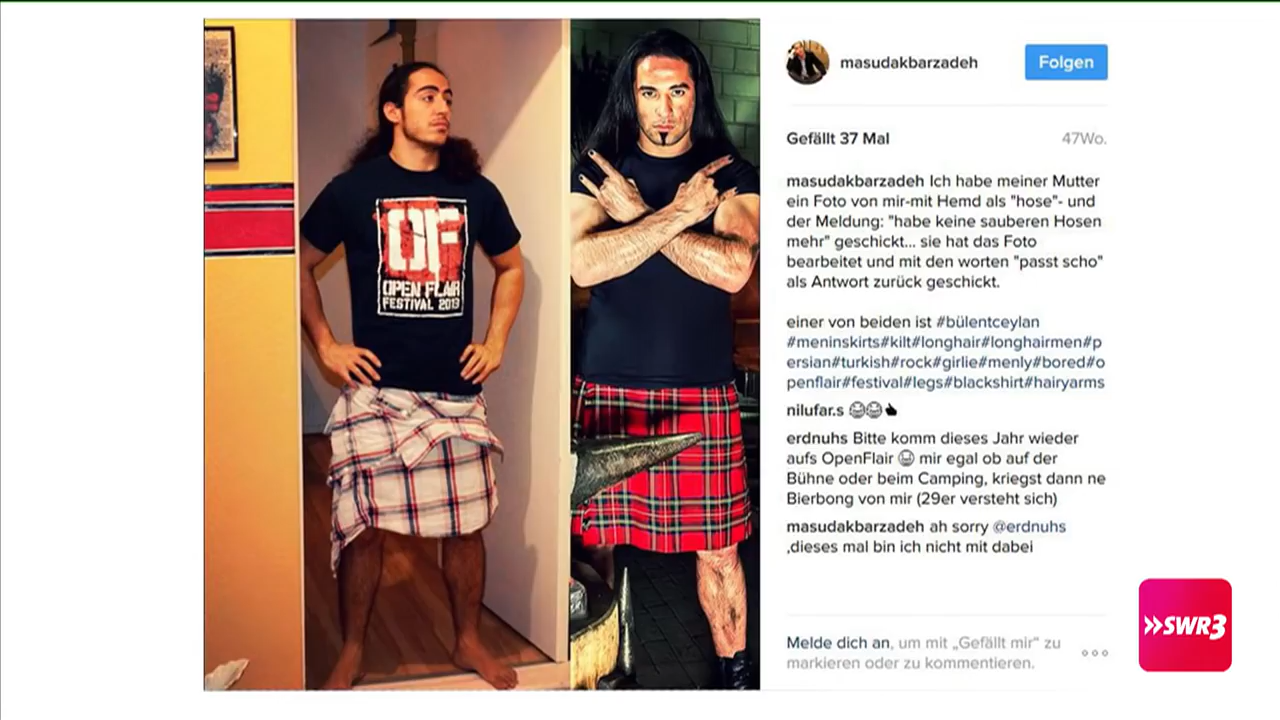 OF
OPEN FLAIR
FESTIVAL 2013
masudakbarzadeh
Folgen
Gefällt 37 Mal
47Wo.
masudakbarzadeh Ich habe meiner Mutter
ein Foto von mir-mit Hemd als "hose"- und
der Meldung: "habe keine sauberen Hosen
mehr" geschickt... sie hat das Foto
bearbeitet und mit den worten "passt scho"
als Antwort zurück geschickt.
einer von beiden ist #bülentceylan
#meninskirts#kilt#longhair#longhairmen#p
ersian#turkish#rock#girlie#menly#bored#o
penflair#festival#legs#blackshirt#hairyarms
nilufar.s 😂😂👍
erdnuhs Bitte komm dieses Jahr wieder
aufs OpenFlair 😂 mir egal ob auf der
Bühne oder beim Camping, kriegst dann ne
Bierbong von mir (29er versteht sich)
masudakbarzadeh ah sorry @erdnuhs
,dieses mal bin ich nicht mit dabei
Melde dich an, um mit „Gefällt mir“ zu
markieren oder zu kommentieren.
SWR3